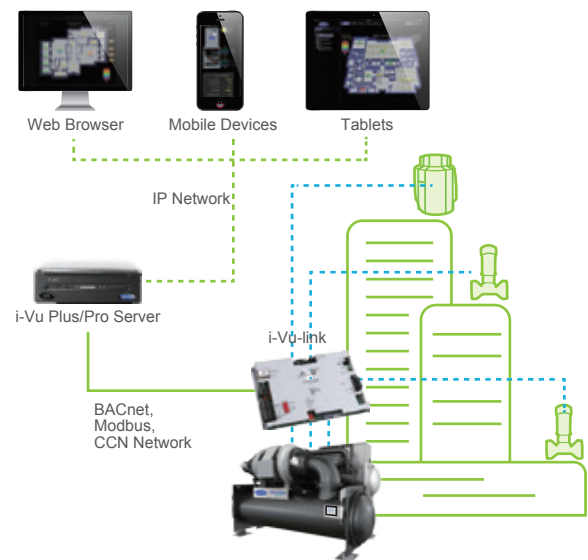 Web Browser
Mobile Devices
Tablets
IP Network
i-Vu Plus/Pro Server
i-Vu-link
BACnet,
Modbus,
CCN Network